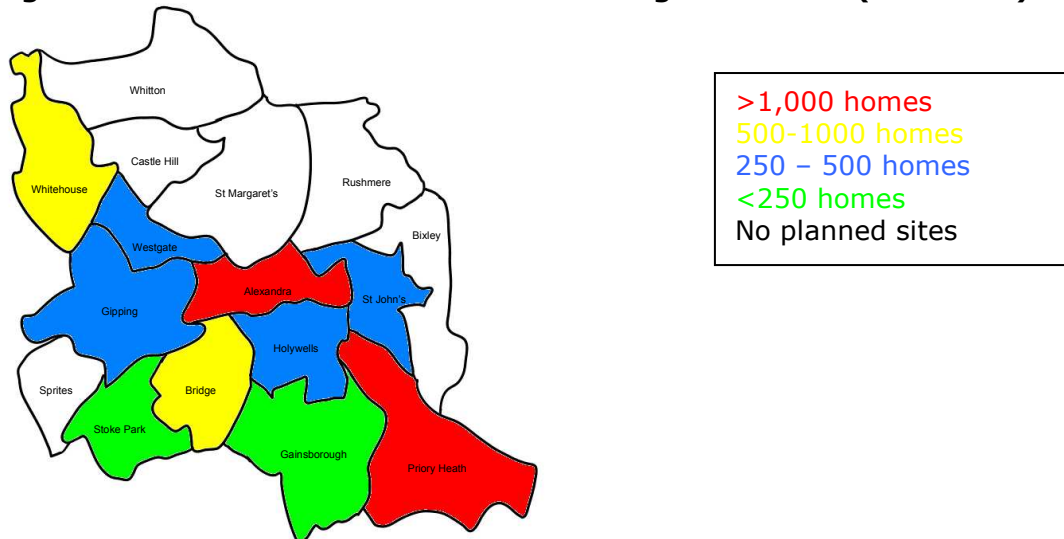 >1,000 homes
500-1000 homes
250 – 500 homes
<250 homes
No planned sites
Whitton
Castle Hill
St Margaret's
Rushmere
Whitehouse
Bixley
Westgate
Alexandra
St John's
Gipping
Holywells
Sprites
Bridge
Stoke Park
Gainsborough
Priory Heath